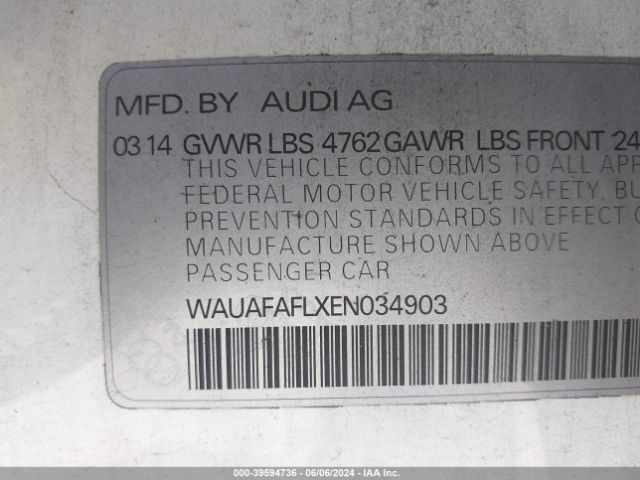 MFD. BY AUDI AG
03 14 GVWR LBS 4762 GAWR LBS FRONT 24
THIS VEHICLE CONFORMS TO ALL APP
FEDERAL MOTOR VEHICLE SAFETY, BU
PREVENTION STANDARDS IN EFFECT O
MANUFACTURE SHOWN ABOVE
PASSENGER CAR
WAUAFAFLXEN034903
000-39594736 - 06/06/2024 - IAA Inc.